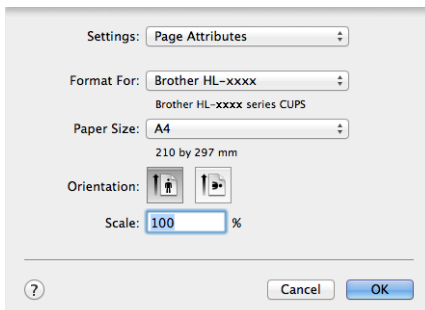 Settings: Page Attributes
Format For: Brother HL-xxxx
Brother HL-xxxx series CUPS
Paper Size: A4
210 by 297 mm
Orientation:
Scale: 100 %
? Cancel OK